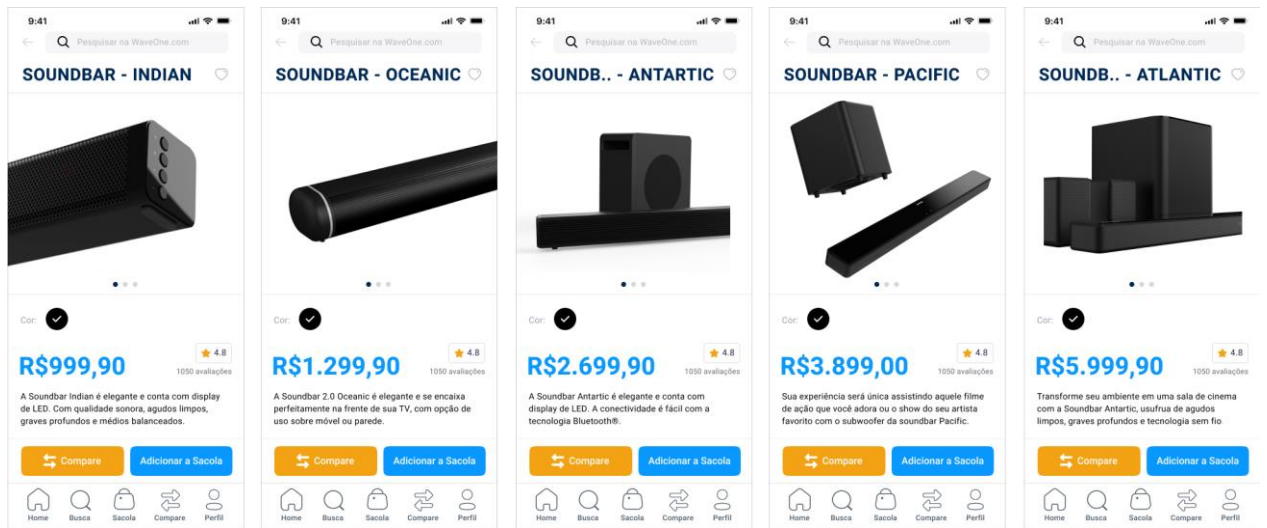 9:41
Pesquisar na WaveOne.com
SOUNDBAR - INDIAN
Cor:
R$999,90
4.8
1050 avaliações
A Soundbar Indian é elegante e conta com display
de LED. Com qualidade sonora, agudos limpos,
graves profundos e médios balanceados.
Compare
Adicionar a Sacola
Home Busca Sacola Compare Perfil
9:41
Pesquisar na WaveOne.com
SOUNDBAR - OCEANIC
Cor:
R$1.299,90
4.8
1050 avaliações
A Soundbar 2.0 Oceanic é elegante e se encaixa
perfeitamente na frente de sua TV, com opção de
uso sobre móvel ou parede.
Compare
Adicionar a Sacola
Home Busca Sacola Compare Perfil
9:41
Pesquisar na WaveOne.com
SOUNDB.. - ANTARTIC
Cor:
R$2.699,90
4.8
1050 avaliações
A Soundbar Antartic é elegante e conta com
display de LED. A conectividade é fácil com a
tecnologia Bluetooth®.
Compare
Adicionar a Sacola
Home Busca Sacola Compare Perfil
9:41
Pesquisar na WaveOne.com
SOUNDBAR - PACIFIC
Cor:
R$3.899,00
4.8
1050 avaliações
Sua experiência será única assistindo aquele filme
de ação que você adora ou o show do seu artista
favorito com o subwoofer da soundbar Pacific.
Compare
Adicionar a Sacola
Home Busca Sacola Compare Perfil
9:41
Pesquisar na WaveOne.com
SOUNDB.. - ATLANTIC
Cor:
R$5.999,90
4.8
1050 avaliações
Transforme seu ambiente em uma sala de cinema
com a Soundbar Antartic, usufrua de agudos
limpos, graves profundos e tecnologia sem fio
Compare
Adicionar a Sacola
Home Busca Sacola Compare Perfil